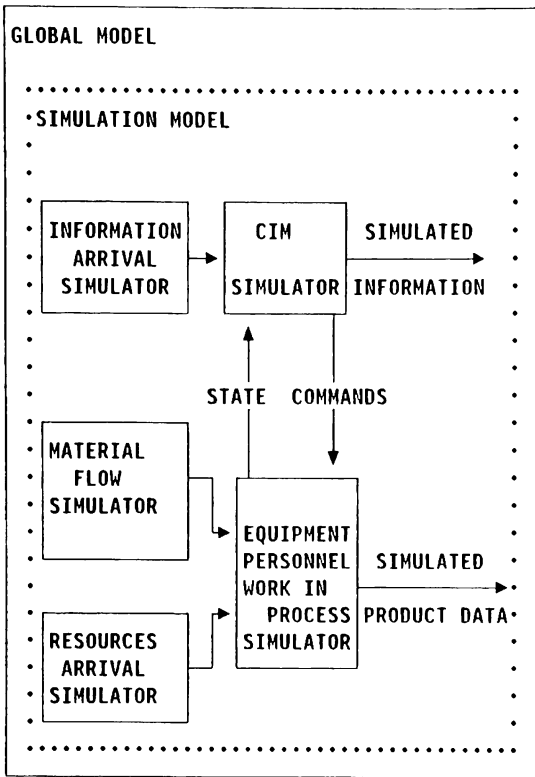 GLOBAL MODEL
SIMULATION MODEL
INFORMATION
ARRIVAL
SIMULATOR
CIM
SIMULATOR
SIMULATED
INFORMATION
STATE COMMANDS
MATERIAL
FLOW
SIMULATOR
EQUIPMENT
PERSONNEL
WORK IN
PROCESS
SIMULATOR
SIMULATED
PRODUCT DATA
RESOURCES
ARRIVAL
SIMULATOR